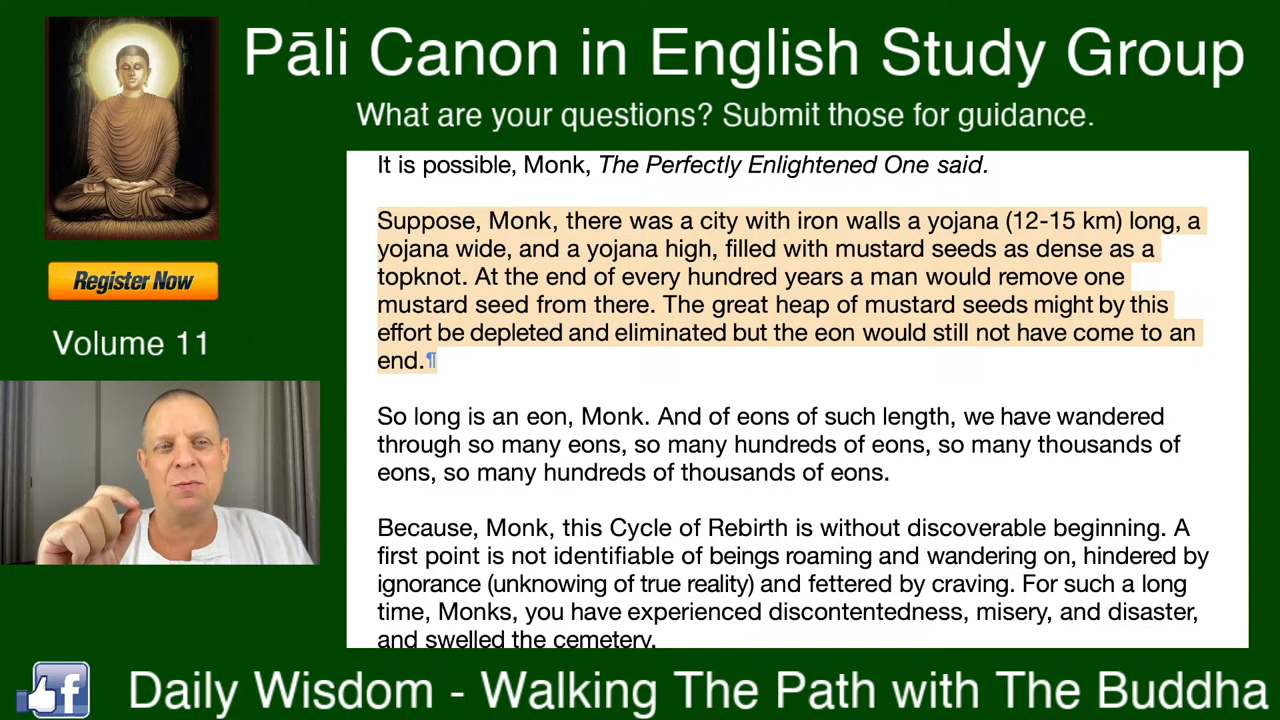 Pāli Canon in English Study Group
What are your questions? Submit those for guidance.
Register Now
Volume 11
It is possible, Monk, The Perfectly Enlightened One said.
Suppose, Monk, there was a city with iron walls a yojana (12-15 km) long, a
yojana wide, and a yojana high, filled with mustard seeds as dense as a
topknot. At the end of every hundred years a man would remove one
mustard seed from there. The great heap of mustard seeds might by this
effort be depleted and eliminated but the eon would still not have come to an
end.¶
So long is an eon, Monk. And of eons of such length, we have wandered
through so many eons, so many hundreds of eons, so many thousands of
eons, so many hundreds of thousands of eons.
Because, Monk, this Cycle of Rebirth is without discoverable beginning. A
first point is not identifiable of beings roaming and wandering on, hindered by
ignorance (unknowing of true reality) and fettered by craving. For such a long
time, Monks, you have experienced discontentedness, misery, and disaster,
and swelled the cemetery.
f
Daily Wisdom - Walking The Path with The Buddha